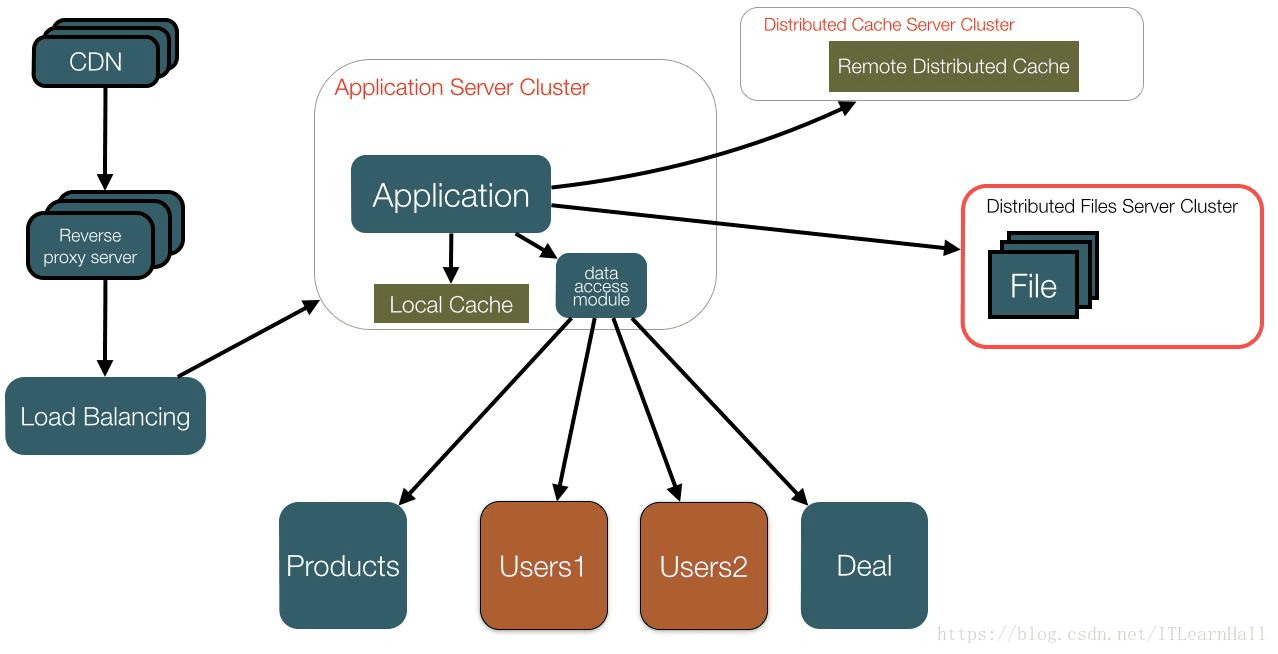 CDN
Reverse
proxy server
Load Balancing
Application Server Cluster
Application
Local Cache
data
access
module
Distributed Cache Server Cluster
Remote Distributed Cache
Distributed Files Server Cluster
File
Products
Users1
Users2
Deal
https://blog.csdn.net/ITLearnHall